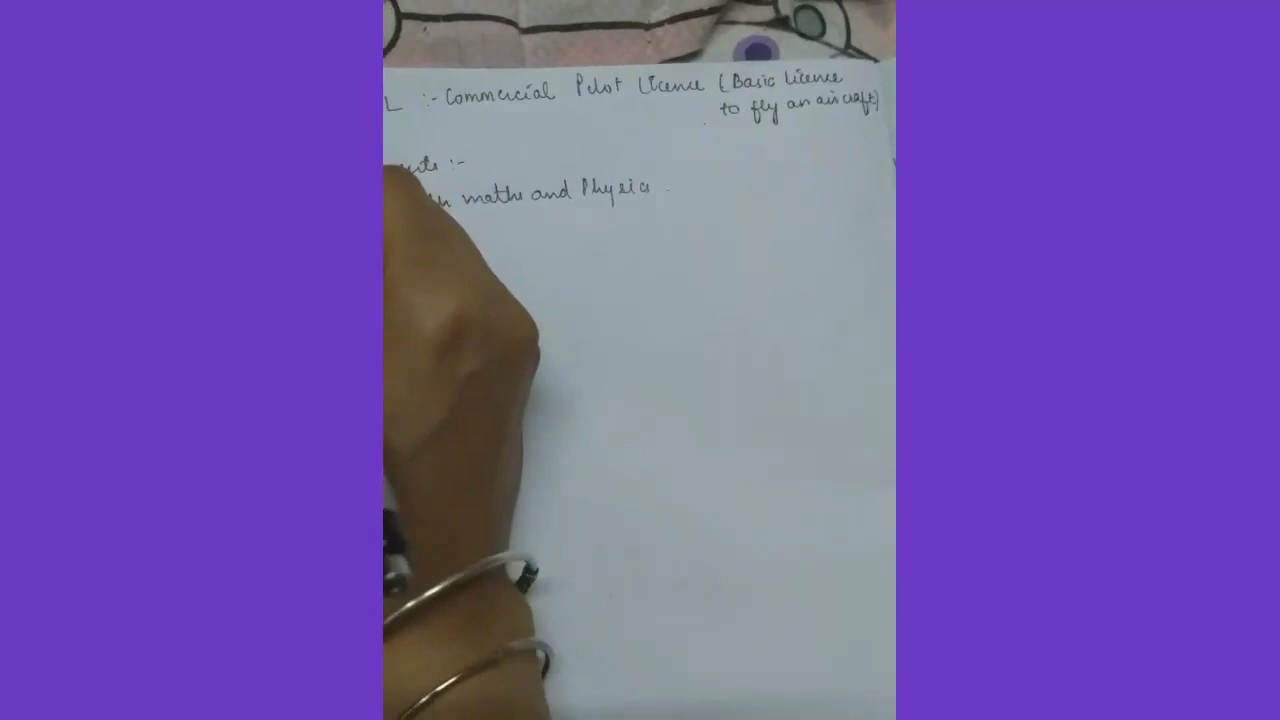 L :- Commercial Pilot Licence (Basic Licence
to fly an aircraft)
:-
maths and Physics.